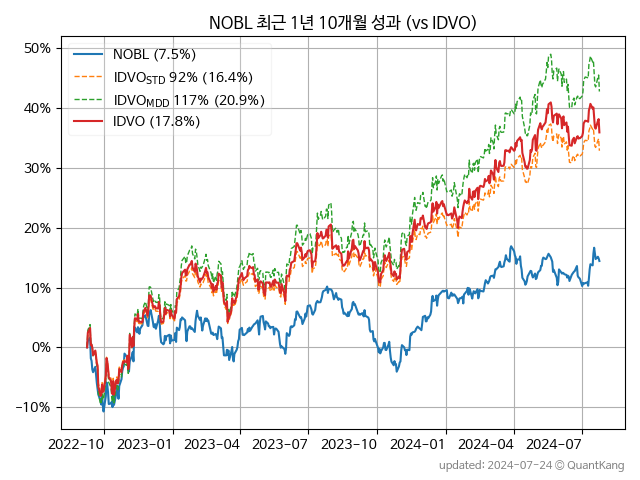 NOBL 최근 1년 10개월 성과 (vs IDVO)
50%
40%
30%
20%
10%
0%
−10%
NOBL (7.5%)
IDVO_STD 92% (16.4%)
IDVO_MDD 117% (20.9%)
IDVO (17.8%)
2022-10 2023-01 2023-04 2023-07 2023-10 2024-01 2024-04 2024-07
updated: 2024-07-24 © QuantKang